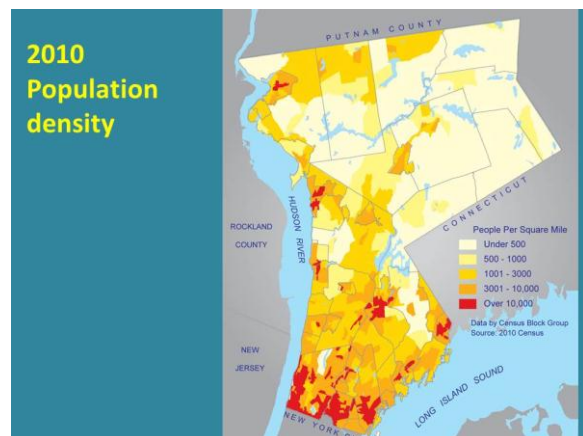 2010
Population
density
PUTNAM COUNTY
HUDSON RIVER
ROCKLAND
COUNTY
CONNECTICUT
People Per Square Mile
Under 500
500 - 1000
1001 - 3000
3001 - 10,000
Over 10,000
Data by Census Block Group
Source: 2010 Census
NEW
JERSEY
LONG ISLAND SOUND
NEW YORK